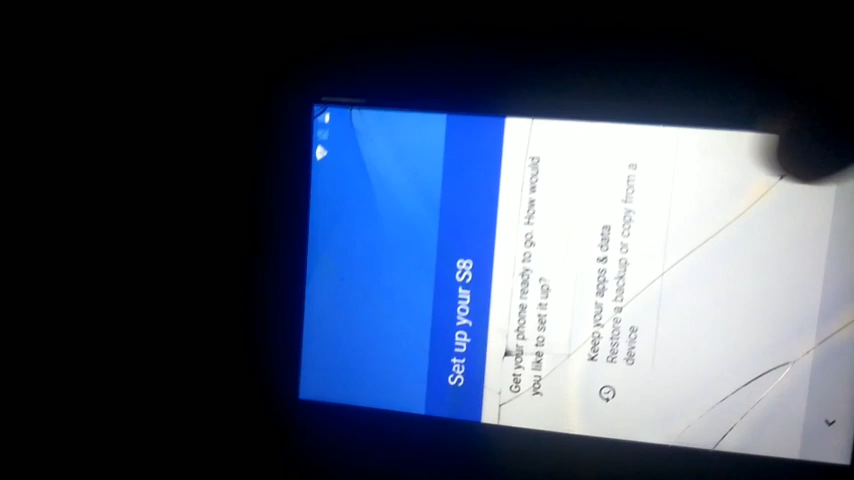 Set up your S8
Get your phone ready to go. How would
you like to set it up?
Keep your apps & data
Restore a backup or copy from a
device